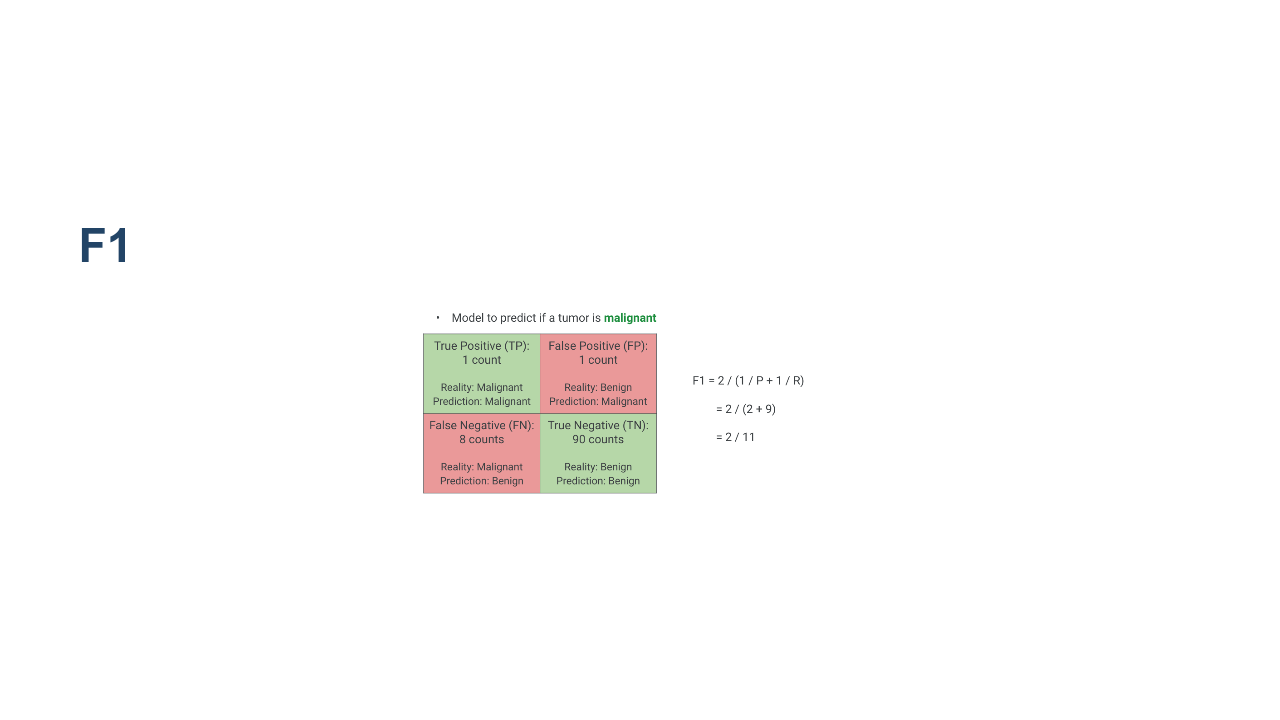 F1
• Model to predict if a tumor is malignant
True Positive (TP):
1 count
Reality: Malignant
Prediction: Malignant
False Positive (FP):
1 count
Reality: Benign
Prediction: Malignant
False Negative (FN):
8 counts
Reality: Malignant
Prediction: Benign
True Negative (TN):
90 counts
Reality: Benign
Prediction: Benign
F1 = 2 / (1 / P + 1 / R)
= 2 / (2 + 9)
= 2 / 11